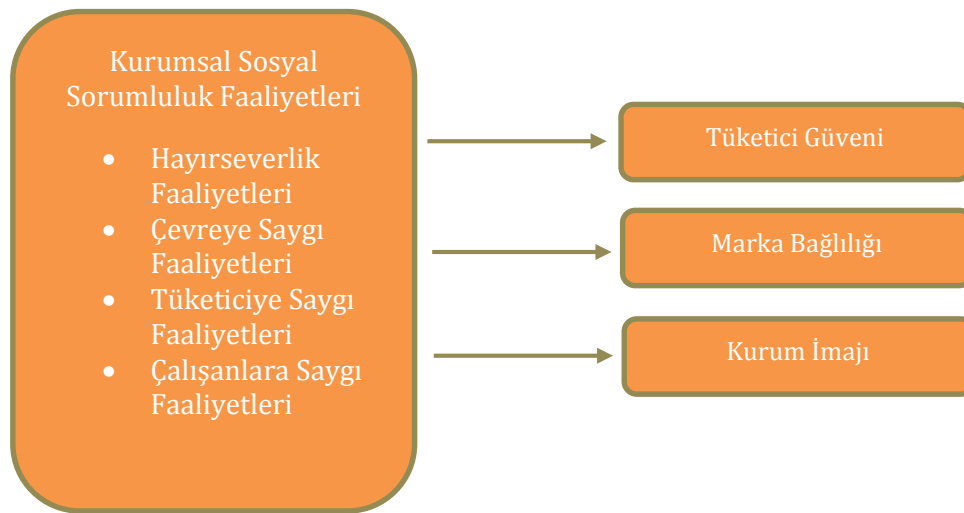 Kurumsal Sosyal
Sorumluluk Faaliyetleri
• Hayırseverlik
Faaliyetleri
• Çevreye Saygı
Faaliyetleri
• Tüketiciye Saygı
Faaliyetleri
• Çalışanlara Saygı
Faaliyetleri
Tüketici Güveni
Marka Bağlılığı
Kurum İmajı